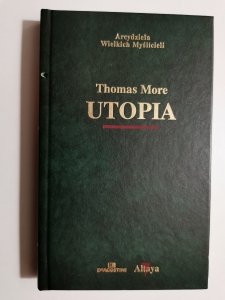 Arcydzieła
Wielkich Myślicieli
Thomas More
UTOPIA
DeAGOSTINI
Altaya